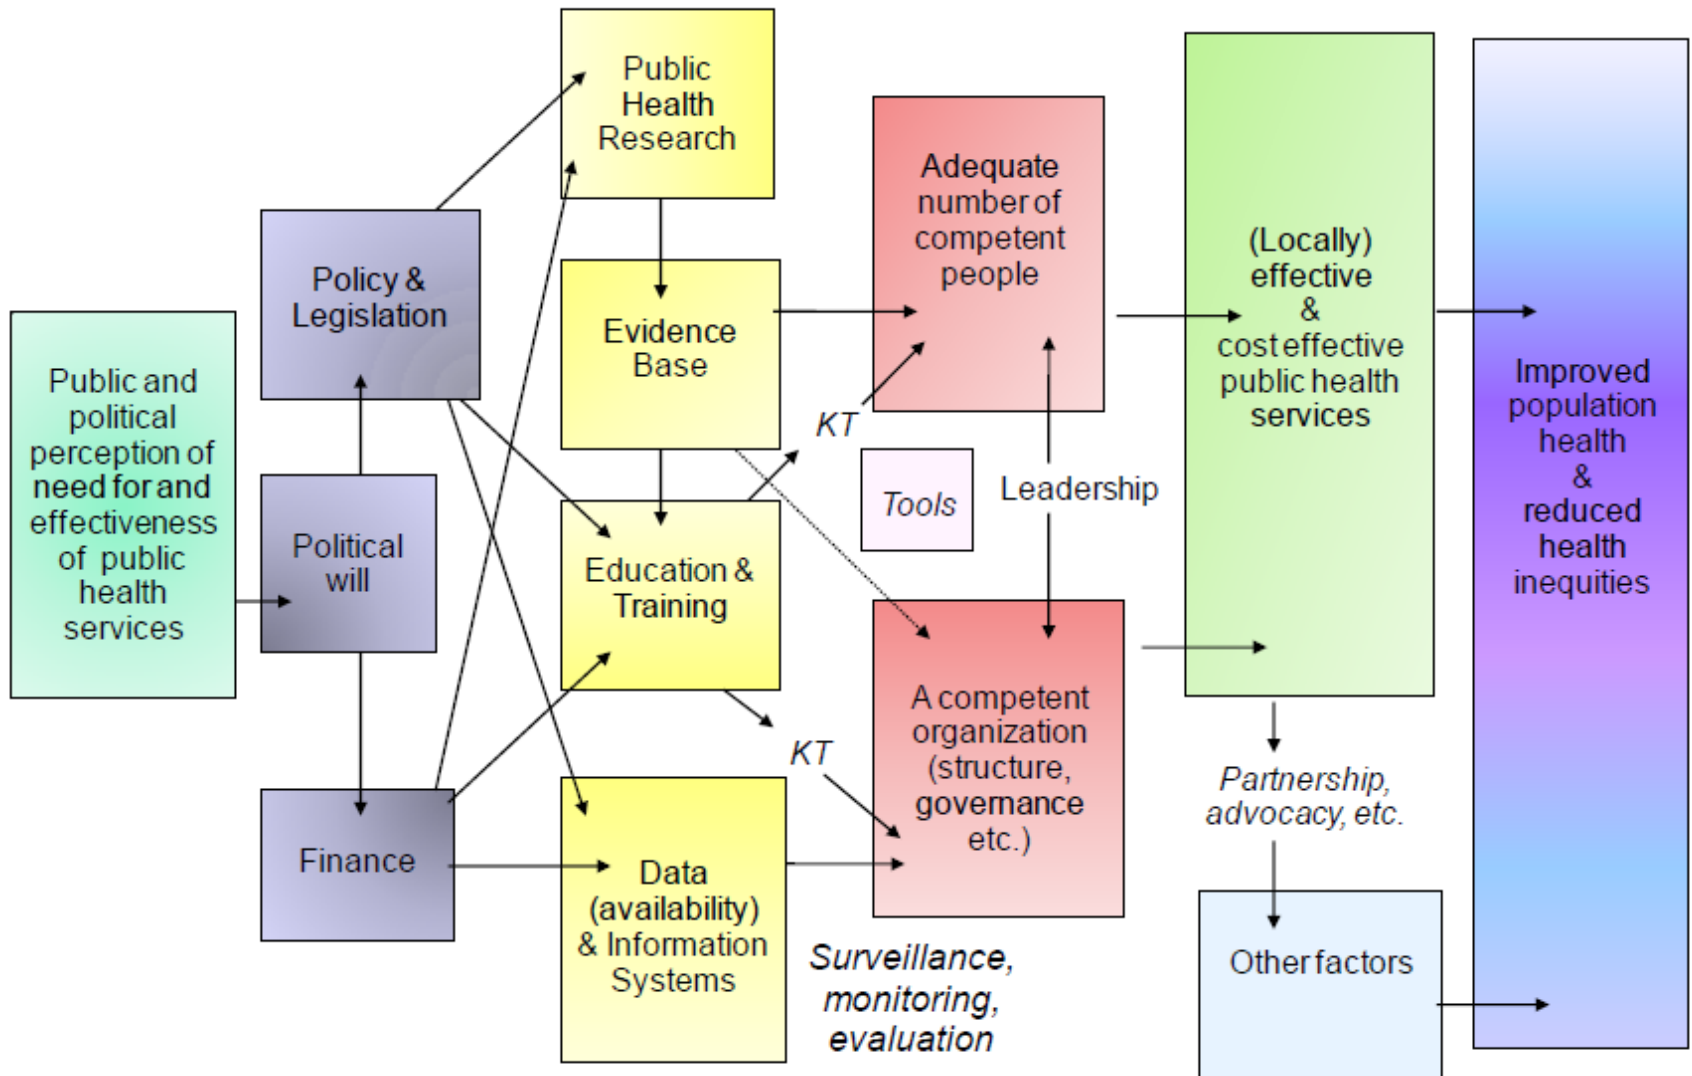 Public and
political
perception of
need for and
effectiveness
of public
health
services
Policy &
Legislation
Political
will
Finance
Public
Health
Research
Evidence
Base
Education &
Training
Data
(availability)
& Information
Systems
KT
KT
Tools
Adequate
number of
competent
people
Leadership
A competent
organization
(structure,
governance
etc.)
Surveillance,
monitoring,
evaluation
(Locally)
effective
&
cost effective
public health
services
Partnership,
advocacy, etc.
Other factors
Improved
population
health
&
reduced
health
inequities